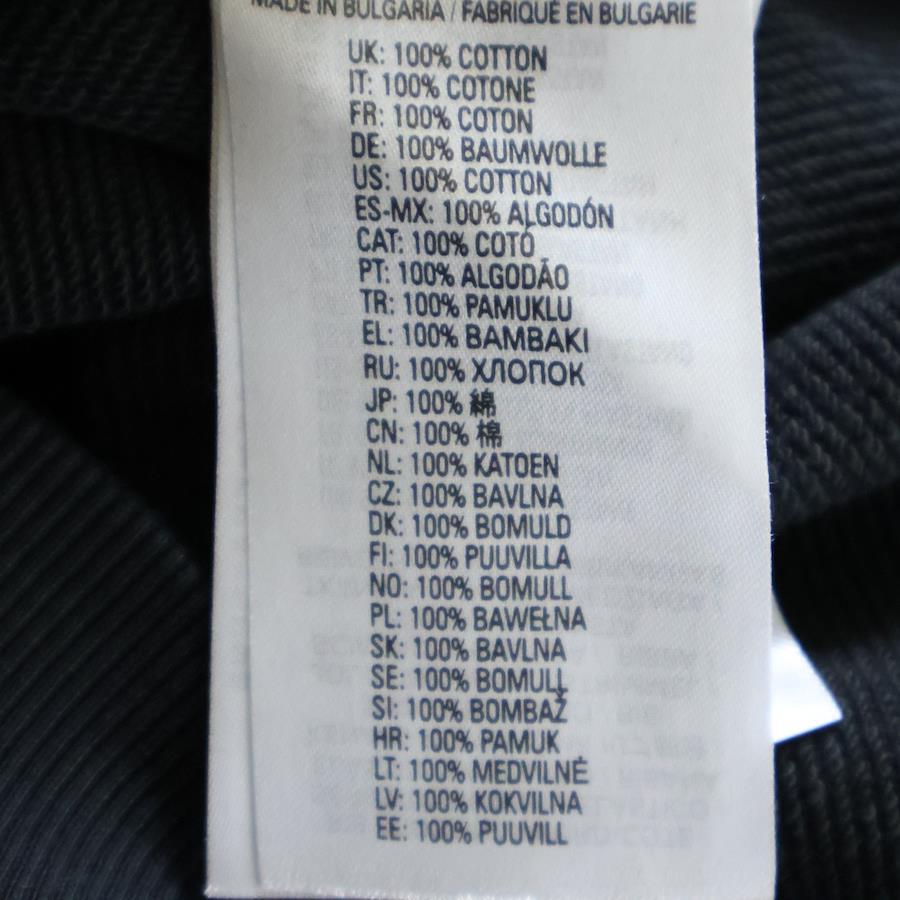 MADE IN BULGARIA / FABRIQUÉ EN BULGARIE
UK: 100% COTTON
IT: 100% COTONE
FR: 100% COTON
DE: 100% BAUMWOLLE
US: 100% COTTON
ES-MX: 100% ALGODÓN
CAT: 100% COTÓ
PT: 100% ALGODÃO
TR: 100% PAMUKLU
EL: 100% BAMBAKI
RU: 100% ХЛОПОК
JP: 100% 綿
CN: 100% 棉
NL: 100% KATOEN
CZ: 100% BAVLNA
DK: 100% BOMULD
FI: 100% PUUVILLA
NO: 100% BOMULL
PL: 100% BAWEŁNA
SK: 100% BAVLNA
SE: 100% BOMULL
SI: 100% BOMBAŽ
HR: 100% PAMUK
LT: 100% MEDVILNĖ
LV: 100% KOKVILNA
EE: 100% PUUVILL